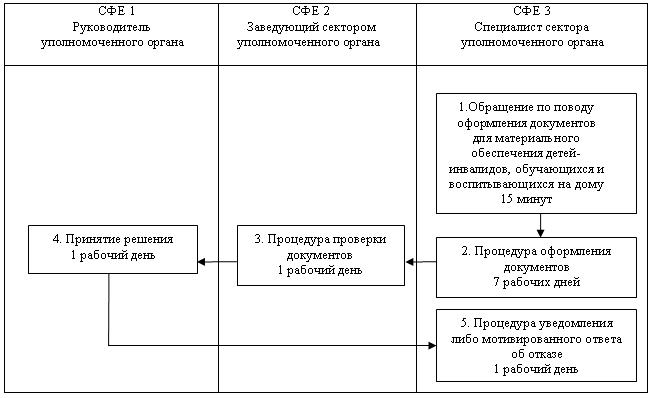 СФЕ 1
Руководитель
уполномоченного органа
СФЕ 2
Заведующий сектором
уполномоченного органа
СФЕ 3
Специалист сектора
уполномоченного органа
1.Обращение по поводу
оформления документов
для материального
обеспечения детей-
инвалидов, обучающихся и
воспитывающихся на дому
15 минут
4. Принятие решения
1 рабочий день
3. Процедура проверки
документов
1 рабочий день
2. Процедура оформления
документов
7 рабочих дней
5. Процедура уведомления
либо мотивированного ответа
об отказе
1 рабочий день